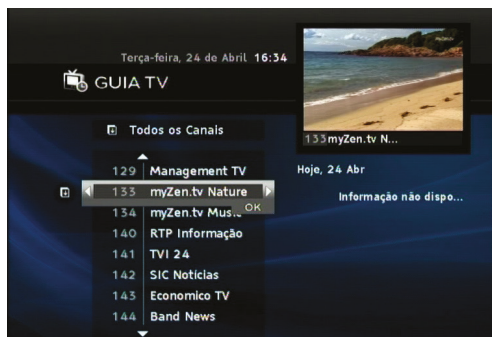 Terça-feira, 24 de Abril 16:34
GUIA TV
133 myZen.tv N...
Todos os Canais
Hoje, 24 Abr
Informação não dispo...
129 Management TV
133 myZen.tv Nature
OK
134 myZen.tv Music
140 RTP Informação
141 TVI 24
142 SIC Notícias
143 Economico TV
144 Band News